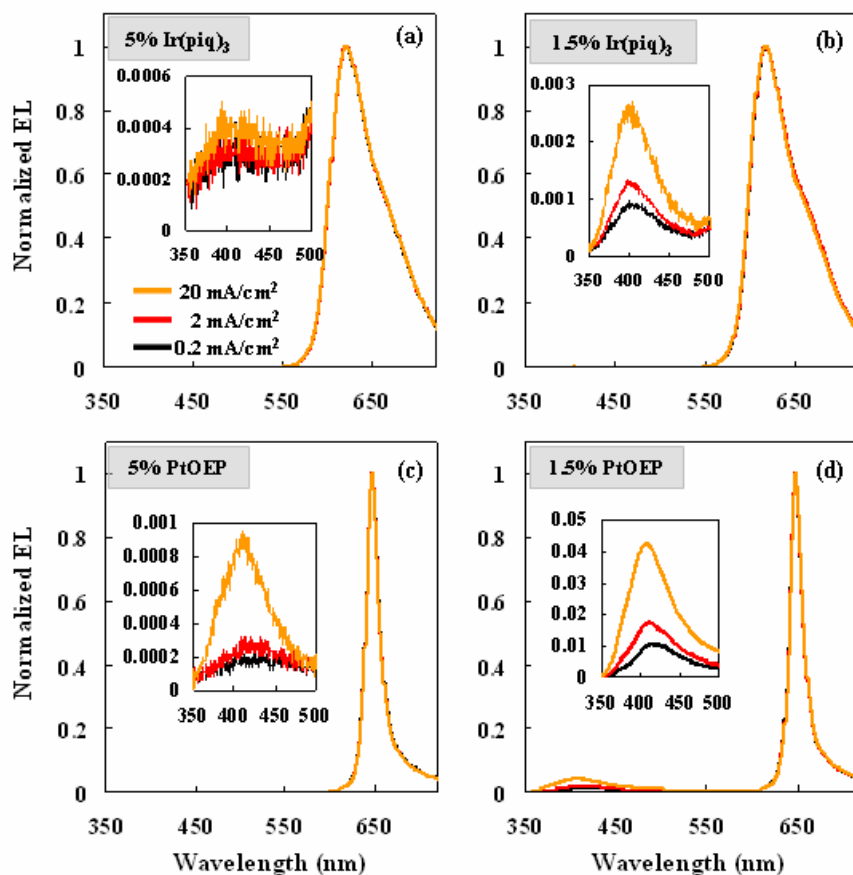 5% Ir(piq)3
(a)
1
0.8
0.6
0.4
0.2
0
Normalized EL
0.0006
0.0004
0.0002
0
350 400 450 500
20 mA/cm2
2 mA/cm2
0.2 mA/cm2
350 450 550 650
1.5% Ir(piq)3
(b)
1
0.8
0.6
0.4
0.2
0
0.003
0.002
0.001
0
350 400 450 500
350 450 550 650
5% PtOEP
(c)
1
0.8
0.6
0.4
0.2
0
Normalized EL
0.001
0.0008
0.0006
0.0004
0.0002
0
350 400 450 500
350 450 550 650
Wavelength (nm)
1.5% PtOEP
(d)
1
0.8
0.6
0.4
0.2
0
0.05
0.04
0.03
0.02
0.01
0
350 400 450 500
350 450 550 650
Wavelength (nm)